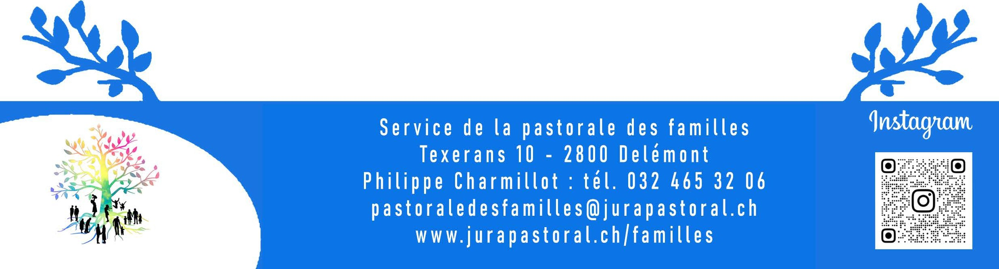 Service de la pastorale des familles
Texerans 10 - 2800 Delémont
Philippe Charmillot : tél. 032 465 32 06
pastoraledesfamilles@jurapastoral.ch
www.jurapastoral.ch/familles
Instagram